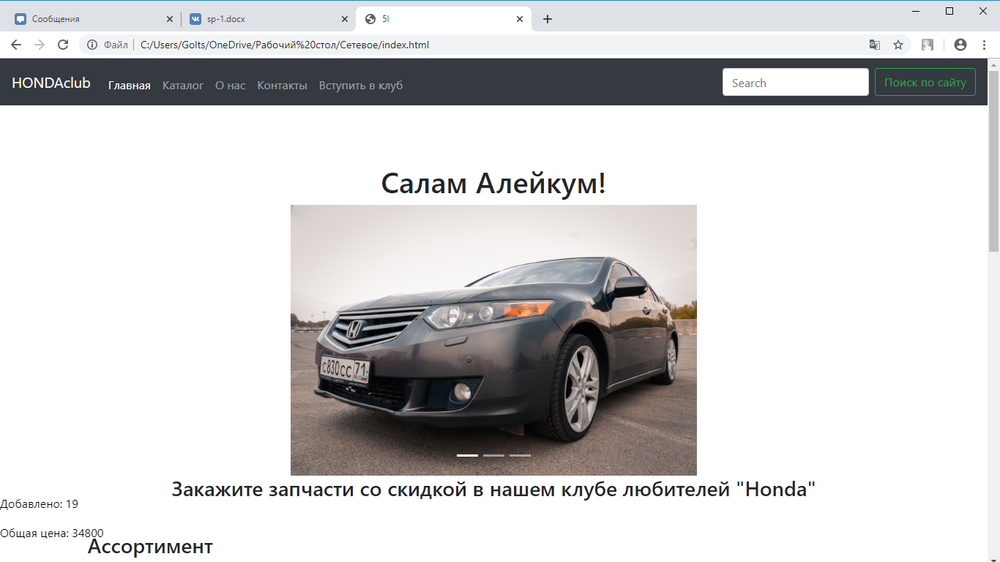 Сообщения
sp-1.docx
5l
Файл
C:/Users/Golts/OneDrive/Рабочий%20стол/Сетевое/index.html
HONDAclub Главная Каталог О нас Контакты Вступить в клуб Search Поиск по сайту
Салам Алейкум!
с830сс 71
RUS
Закажите запчасти со скидкой в нашем клубе любителей "Honda"
Добавлено: 19
Общая цена: 34800
Ассортимент